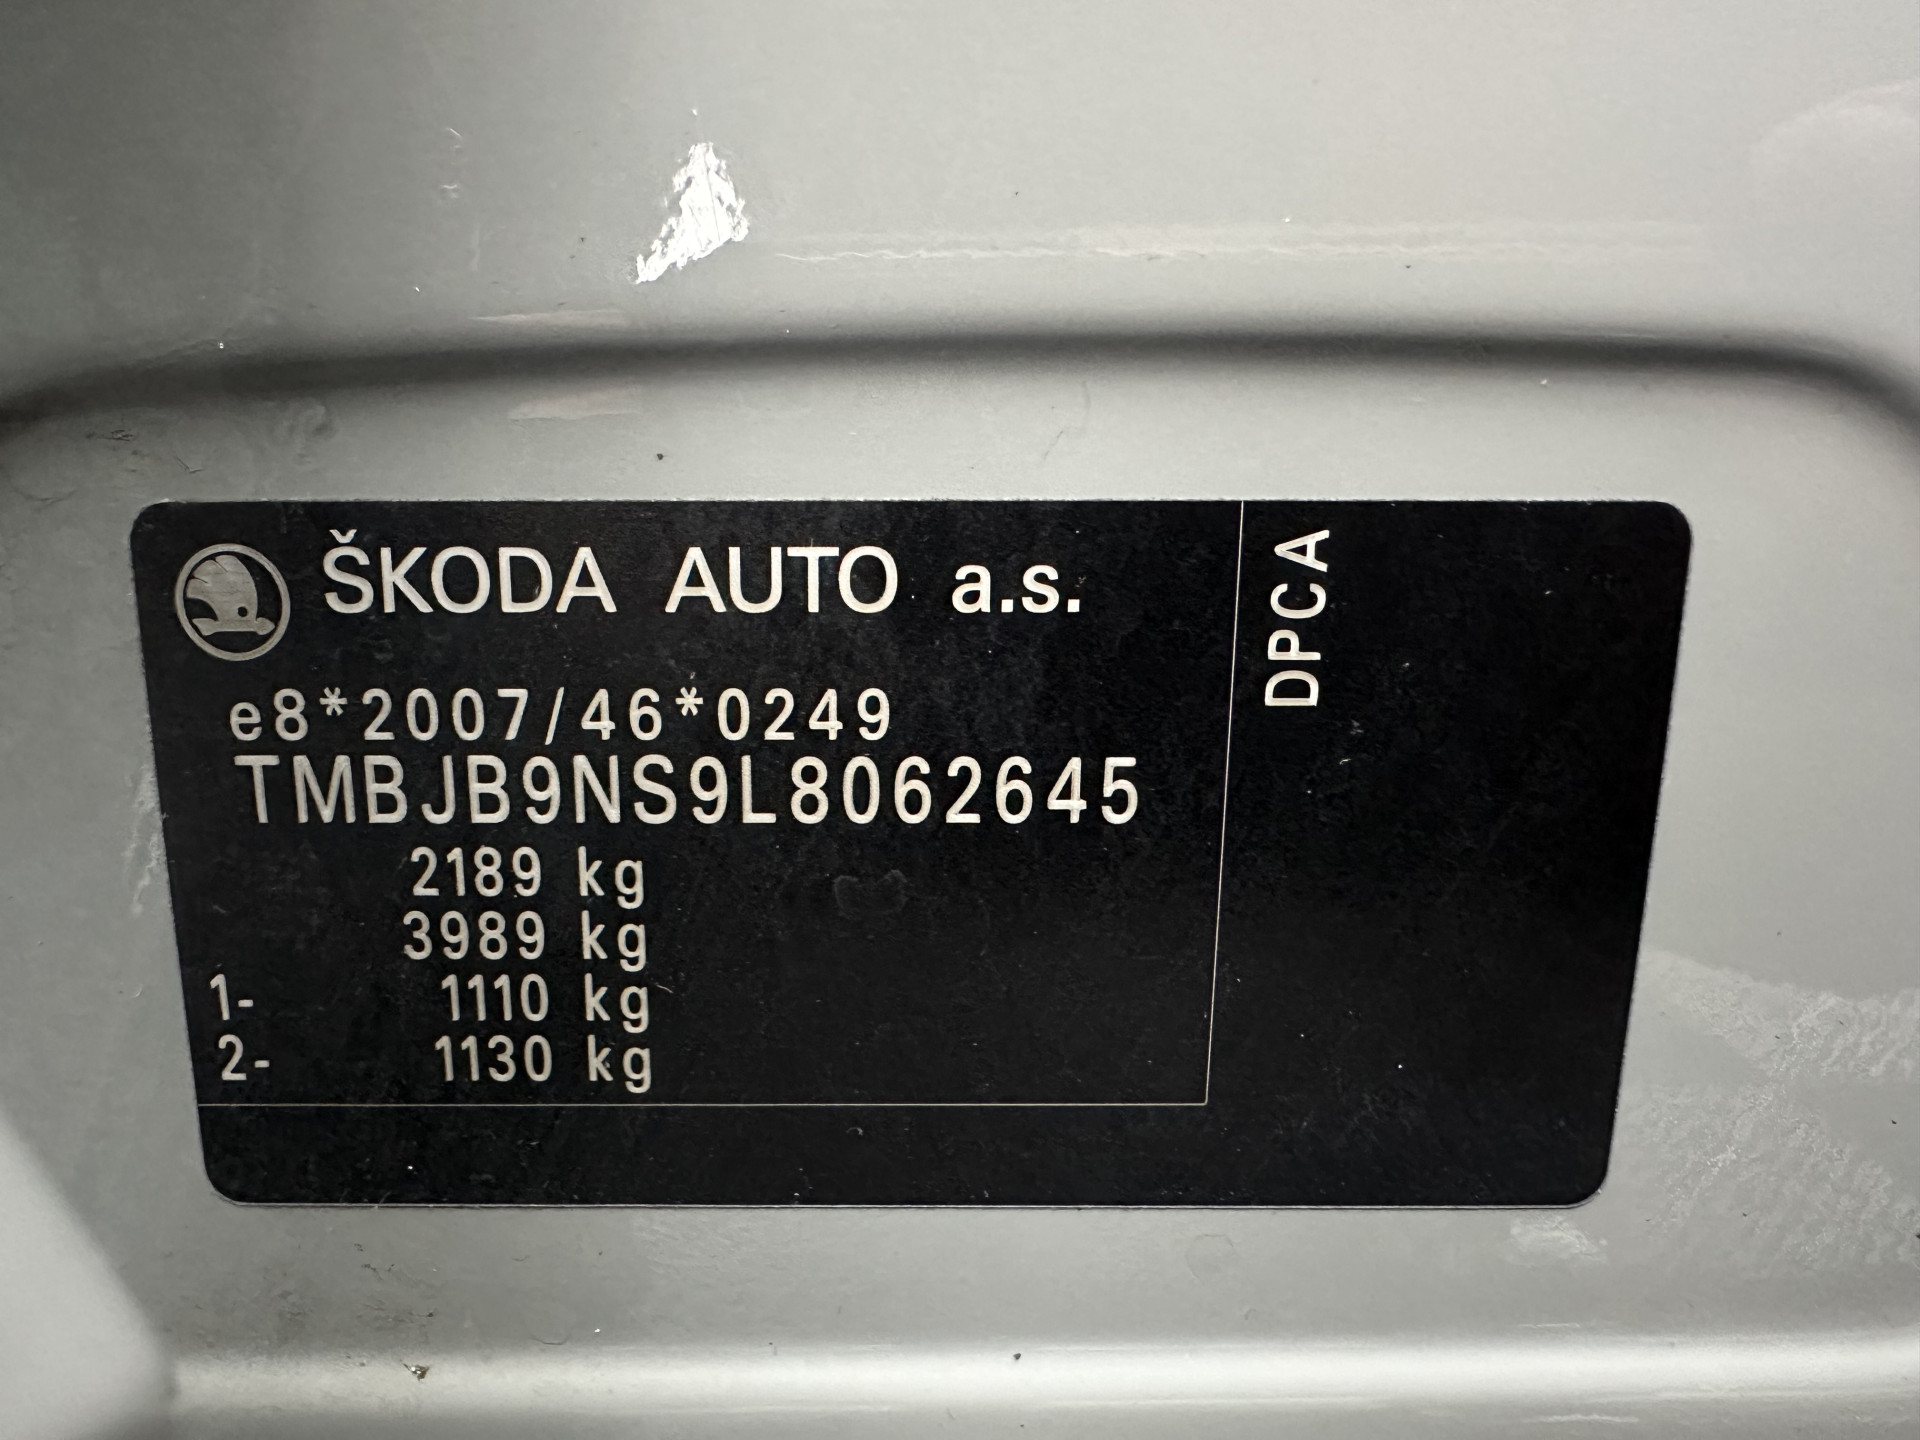 ŠKODA AUTO a.s.
e8*2007/46*0249
TMBJB9NS9L8062645
2189 kg
3989 kg
1- 1110 kg
2- 1130 kg
DPCA